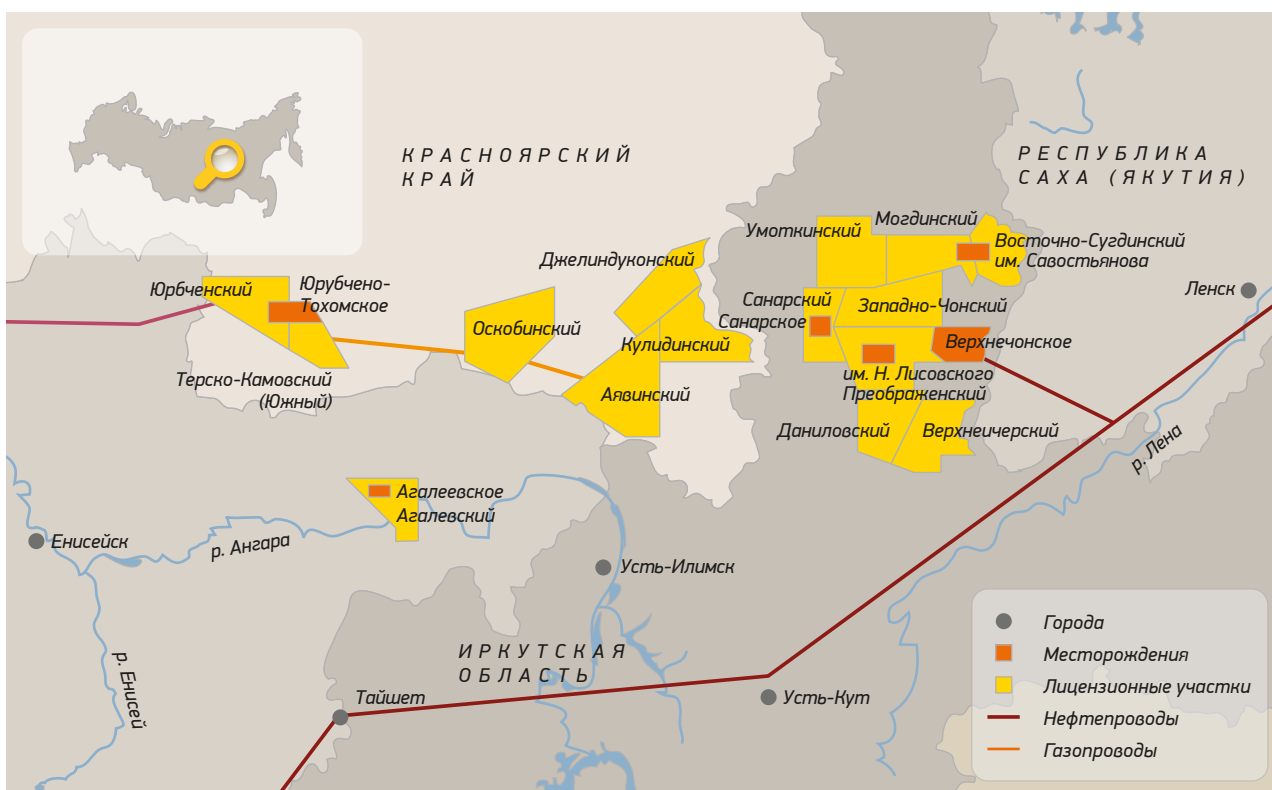 КРАСНОЯРСКИЙ
КРАЙ
РЕСПУБЛИКА
САХА (ЯКУТИЯ)
Могдинский
Умоткинский
Восточно-Сугдинский
им. Савостьянова
Джелиндуконский
Юрбченский
Юрубчено-
Тохомское
Ленск
Санарский
Санарское
Западно-Чонский
Оскобинский
Кулидинский
Верхнечонское
им. Н. Лисовского
Преображенский
Терско-Камовский
(Южный)
Аявинский
Даниловский
Верхнеичерский
р. Лена
Агалеевское
Агалевский
Енисейск
р. Ангара
Усть-Илимск
ИРКУТСКАЯ
ОБЛАСТЬ
р. Енисей
Тайшет
Усть-Кут
Города
Месторождения
Лицензионные участки
Нефтепроводы
Газопроводы